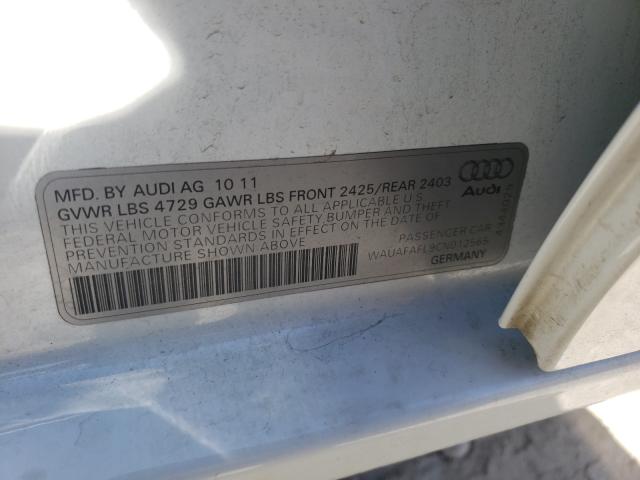 MFD. BY AUDI AG 10 11
GVWR LBS 4729 GAWR LBS FRONT 2425/REAR 2403
THIS VEHICLE CONFORMS TO ALL APPLICABLE U S
FEDERAL MOTOR VEHICLE SAFETY, BUMPER AND THEFT
PREVENTION STANDARDS IN EFFECT ON THE DATE OF
MANUFACTURE SHOWN ABOVE
PASSENGER CAR
WAUAFAFL9CN012565
GERMANY
Audi